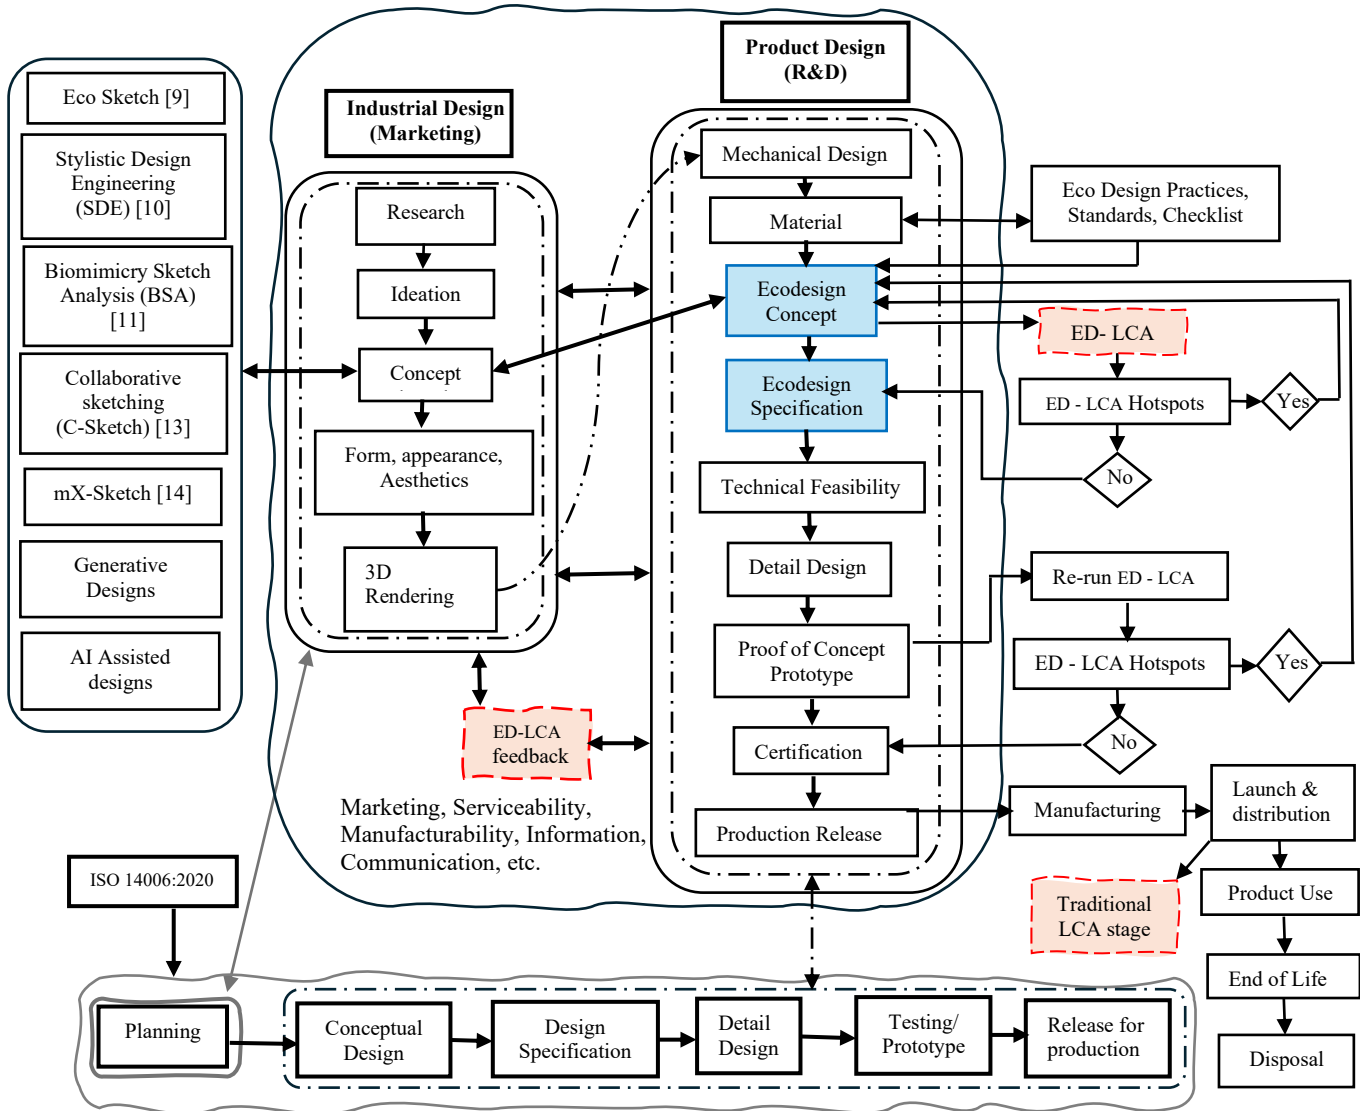 Eco Sketch [9]
Stylistic Design
Engineering
(SDE) [10]
Biomimicry Sketch
Analysis (BSA)
[11]
Collaborative
sketching
(C-Sketch) [13]
mX-Sketch [14]
Generative
Designs
AI Assisted
designs
Industrial Design
(Marketing)
Research
Ideation
Concept
Form, appearance,
Aesthetics
3D
Rendering
ED-LCA
feedback
Marketing, Serviceability,
Manufacturability, Information,
Communication, etc.
Product Design
(R&D)
Mechanical Design
Material
Ecodesign
Concept
Ecodesign
Specification
Technical Feasibility
Detail Design
Proof of Concept
Prototype
Certification
Production Release
Eco Design Practices,
Standards, Checklist
ED- LCA
ED - LCA Hotspots
Yes
No
Re-run ED - LCA
ED - LCA Hotspots
Yes
No
Manufacturing
Launch &
distribution
Traditional
LCA stage
Product Use
End of Life
Disposal
ISO 14006:2020
Planning
Conceptual
Design
Design
Specification
Detail
Design
Testing/
Prototype
Release for
production